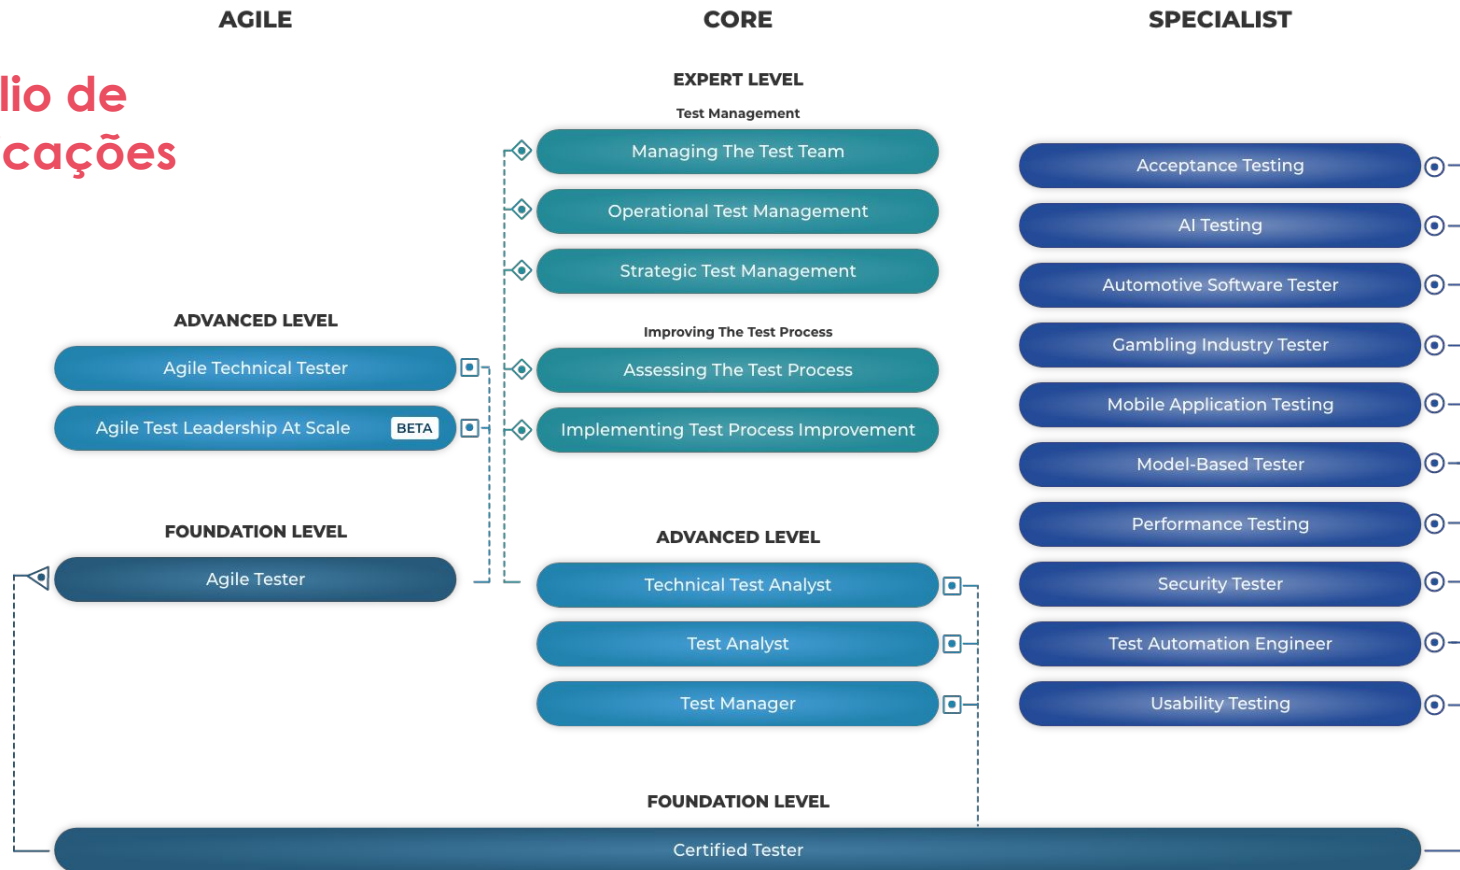 AGILE
CORE
SPECIALIST
lio de
cações
EXPERT LEVEL
Test Management
Managing The Test Team
Operational Test Management
Strategic Test Management
Improving The Test Process
Assessing The Test Process
Implementing Test Process Improvement
ADVANCED LEVEL
Agile Technical Tester
Agile Test Leadership At Scale BETA
FOUNDATION LEVEL
Agile Tester
ADVANCED LEVEL
Technical Test Analyst
Test Analyst
Test Manager
Acceptance Testing
AI Testing
Automotive Software Tester
Gambling Industry Tester
Mobile Application Testing
Model-Based Tester
Performance Testing
Security Tester
Test Automation Engineer
Usability Testing
FOUNDATION LEVEL
Certified Tester